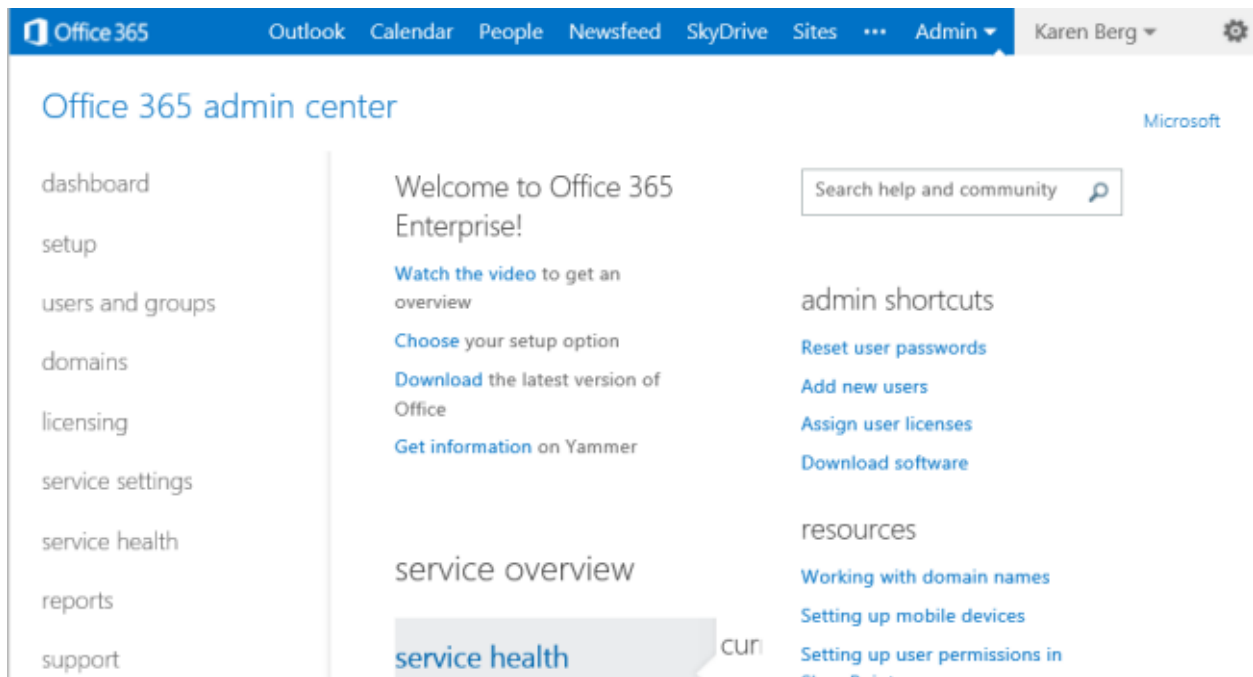 Office 365 Outlook Calendar People Newsfeed SkyDrive Sites ••• Admin Karen Berg
Office 365 admin center
Microsoft
dashboard
setup
users and groups
domains
licensing
service settings
service health
reports
support
Welcome to Office 365
Enterprise!
Watch the video to get an
overview
Choose your setup option
Download the latest version of
Office
Get information on Yammer
service overview
service health
Search help and community
admin shortcuts
Reset user passwords
Add new users
Assign user licenses
Download software
resources
Working with domain names
Setting up mobile devices
Setting up user permissions in